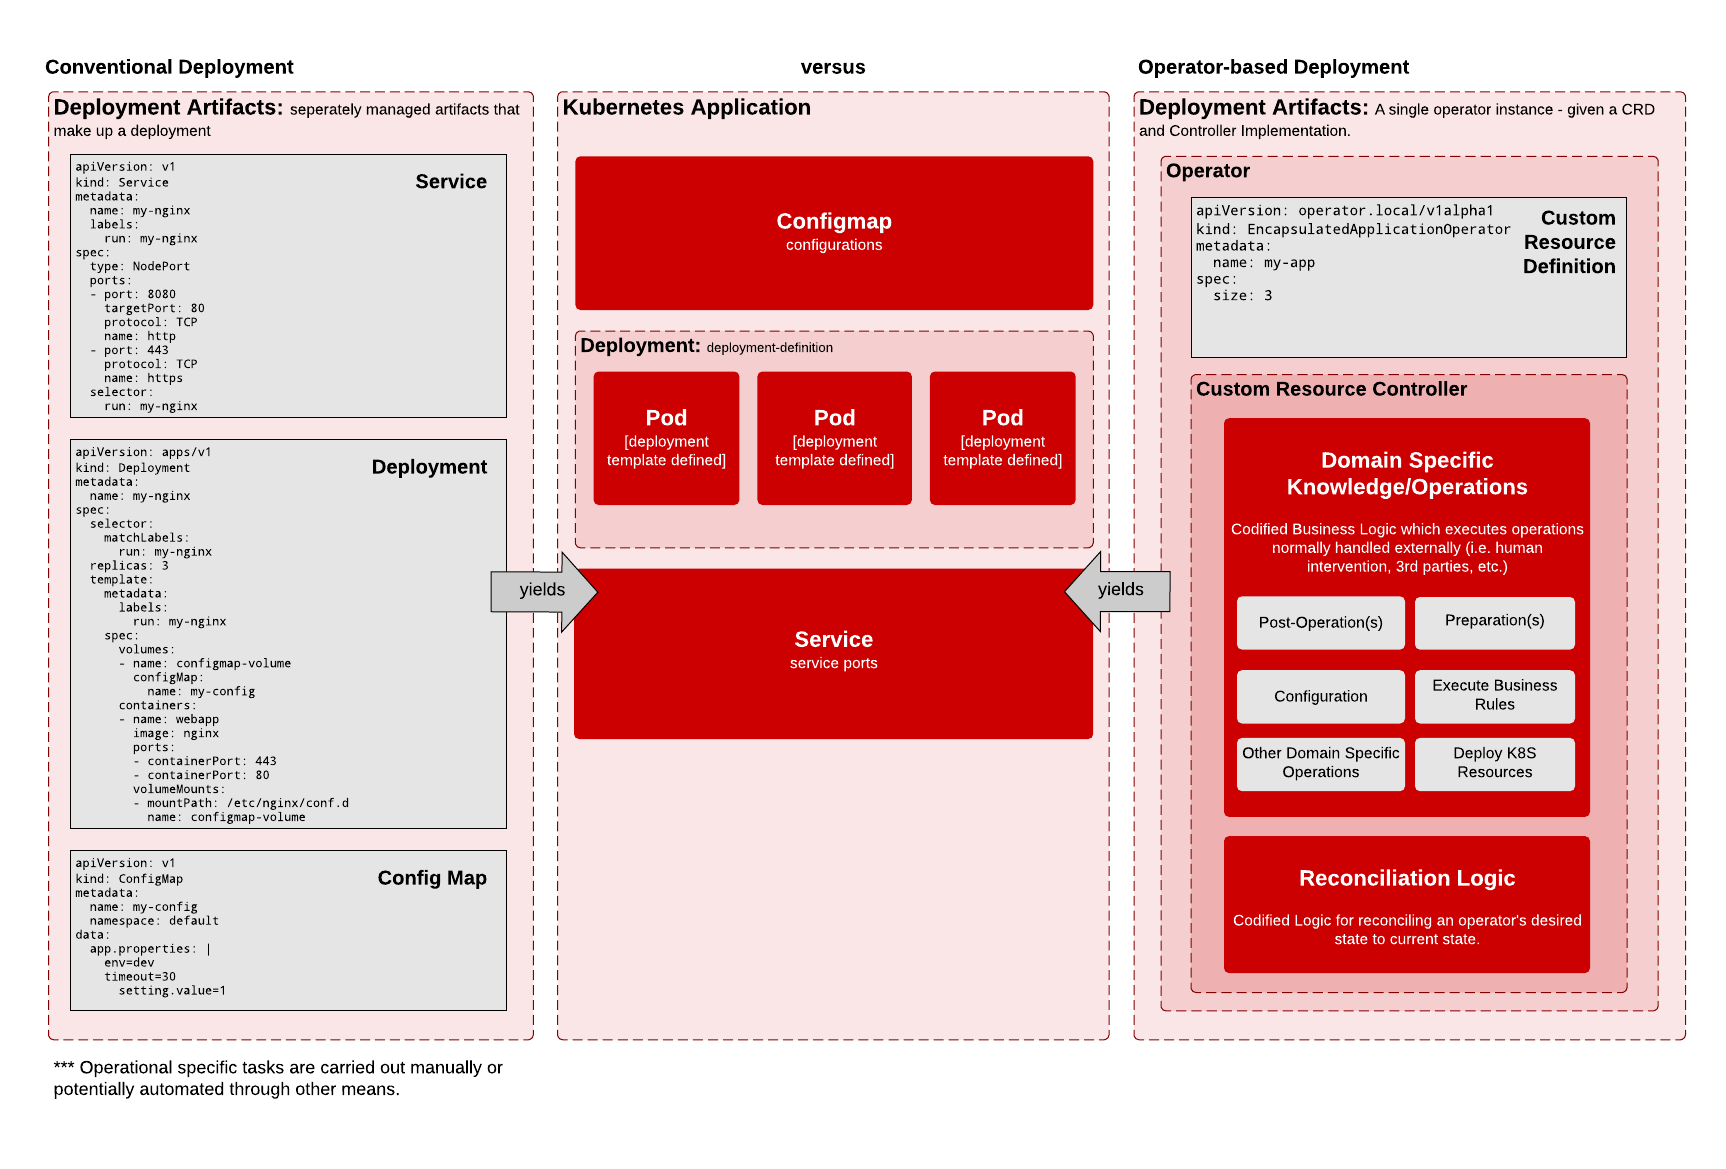 Conventional Deployment
versus
Operator-based Deployment
Deployment Artifacts: seperately managed artifacts that
make up a deployment
apiVersion: v1
kind: Service
metadata:
  name: my-nginx
  labels:
    run: my-nginx
spec:
  type: NodePort
  ports:
  - port: 8080
    targetPort: 80
    protocol: TCP
    name: http
  - port: 443
    protocol: TCP
    name: https
  selector:
    run: my-nginx
Service
apiVersion: apps/v1
kind: Deployment
metadata:
  name: my-nginx
spec:
  selector:
    matchLabels:
      run: my-nginx
  replicas: 3
  template:
    metadata:
      labels:
        run: my-nginx
    spec:
      volumes:
      - name: configmap-volume
        configMap:
          name: my-config
      containers:
      - name: webapp
        image: nginx
        ports:
        - containerPort: 443
        - containerPort: 80
        volumeMounts:
        - mountPath: /etc/nginx/conf.d
          name: configmap-volume
Deployment
apiVersion: v1
kind: ConfigMap
metadata:
  name: my-config
  namespace: default
data:
  app.properties: |
    env=dev
    timeout=30
      setting.value=1
Config Map
*** Operational specific tasks are carried out manually or
potentially automated through other means.
yields
Kubernetes Application
Configmap
configurations
Deployment: deployment-definition
Pod
[deployment
template defined]
Pod
[deployment
template defined]
Pod
[deployment
template defined]
Service
service ports
yields
Deployment Artifacts: A single operator instance - given a CRD
and Controller Implementation.
Operator
apiVersion: operator.local/v1alpha1
kind: EncapsulatedApplicationOperator
metadata:
  name: my-app
spec:
  size: 3
Custom
Resource
Definition
Custom Resource Controller
Domain Specific
Knowledge/Operations
Codified Business Logic which executes operations
normally handled externally (i.e. human
intervention, 3rd parties, etc.)
Post-Operation(s)
Preparation(s)
Configuration
Execute Business
Rules
Other Domain Specific
Operations
Deploy K8S
Resources
Reconciliation Logic
Codified Logic for reconciling an operator's desired
state to current state.